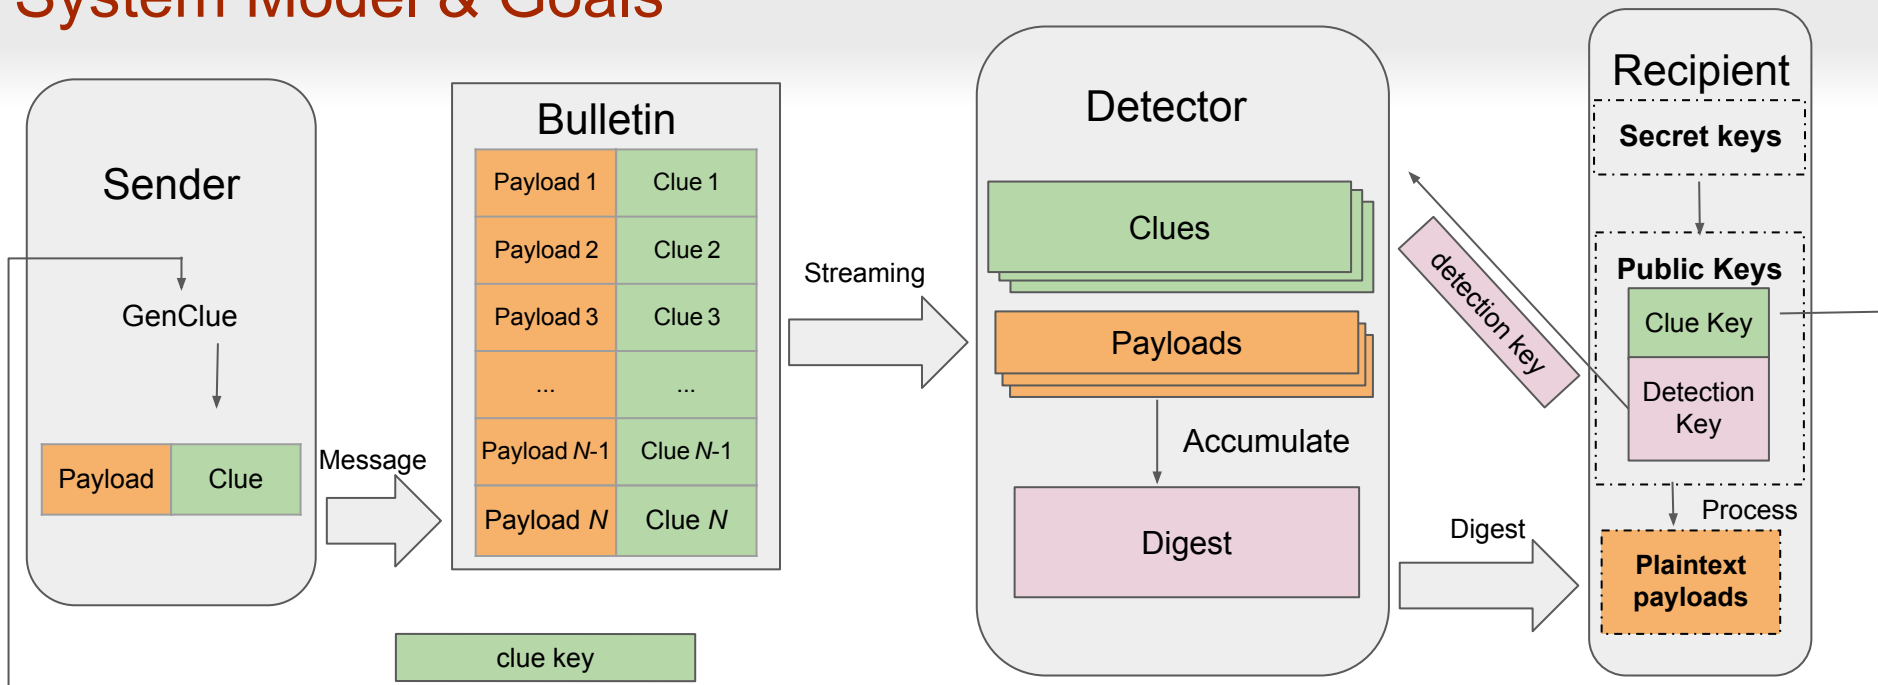 System Model & Goals
Sender
GenClue
Payload Clue
Message
Bulletin
Payload 1 Clue 1
Payload 2 Clue 2
Payload 3 Clue 3
... ...
Payload N-1 Clue N-1
Payload N Clue N
clue key
Streaming
Detector
Clues
Payloads
Accumulate
Digest
detection key
Digest
Recipient
Secret keys
Public Keys
Clue Key
Detection
Key
Process
Plaintext
payloads